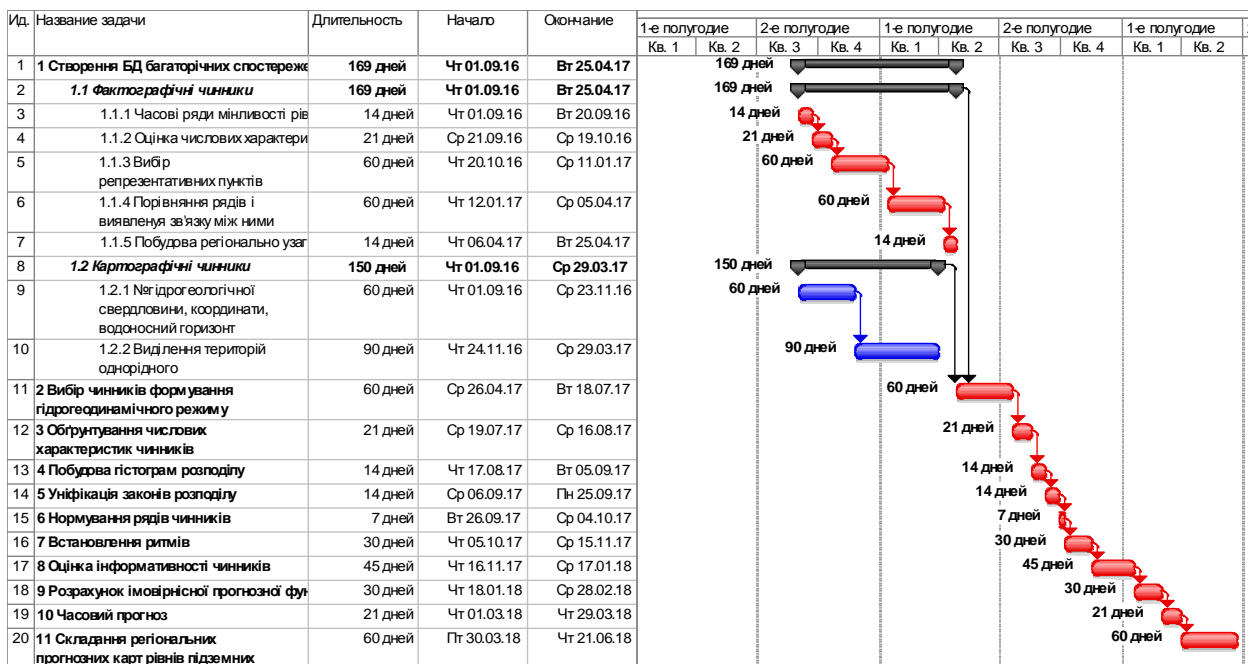 Ид. Название задачи Длительность Начало Окончание
1-е полугодие 2-е полугодие 1-е полугодие 2-е полугодие 1-е полугодие 2
Кв. 1 Кв. 2 Кв. 3 Кв. 4 Кв. 1 Кв. 2 Кв. 3 Кв. 4 Кв. 1 Кв. 2
1 1 Створення БД багаторічних спостереже 169 дней Чт 01.09.16 Вт 25.04.17 169 дней
2 1.1 Фактографічні чинники 169 дней Чт 01.09.16 Вт 25.04.17 169 дней
3 1.1.1 Часові ряди мінливості рів 14 дней Чт 01.09.16 Вт 20.09.16 14 дней
4 1.1.2 Оцінка числових характери 21 дней Ср 21.09.16 Ср 19.10.16 21 дней
5 1.1.3 Вибір 60 дней Чт 20.10.16 Ср 11.01.17 60 дней
репрезентативних пунктів
6 1.1.4 Порівняння рядів і 60 дней Чт 12.01.17 Ср 05.04.17 60 дней
виявленуя зв'язку між ними
7 1.1.5 Побудова регіонально узаг 14 дней Чт 06.04.17 Вт 25.04.17 14 дней
8 1.2 Картографічні чинники 150 дней Чт 01.09.16 Ср 29.03.17 150 дней
9 1.2.1 №гідрогеологічної 60 дней Чт 01.09.16 Ср 23.11.16 60 дней
свердловини, координати,
водоносний горизонт
10 1.2.2 Виділення територій 90 дней Чт 24.11.16 Ср 29.03.17 90 дней
однорідного
11 2 Вибір чинників формування 60 дней Ср 26.04.17 Вт 18.07.17 60 дней
гідрогеодинамічного режиму
12 3 Обґрунтування числових 21 дней Ср 19.07.17 Ср 16.08.17 21 дней
характеристик чинників
13 4 Побудова гістограм розподілу 14 дней Чт 17.08.17 Вт 05.09.17 14 дней
14 5 Уніфікація законів розподілу 14 дней Ср 06.09.17 Пн 25.09.17 14 дней
15 6 Нормування рядів чинників 7 дней Вт 26.09.17 Ср 04.10.17 7 дней
16 7 Встановлення ритмів 30 дней Чт 05.10.17 Ср 15.11.17 30 дней
17 8 Оцінка інформативності чинників 45 дней Чт 16.11.17 Ср 17.01.18 45 дней
18 9 Розрахунок імовірнісної прогнозної фун 30 дней Чт 18.01.18 Ср 28.02.18 30 дней
19 10 Часовий прогноз 21 дней Чт 01.03.18 Чт 29.03.18 21 дней
20 11 Складання регіональних 60 дней Пт 30.03.18 Чт 21.06.18 60 дней
прогнозних карт рівнів підземних